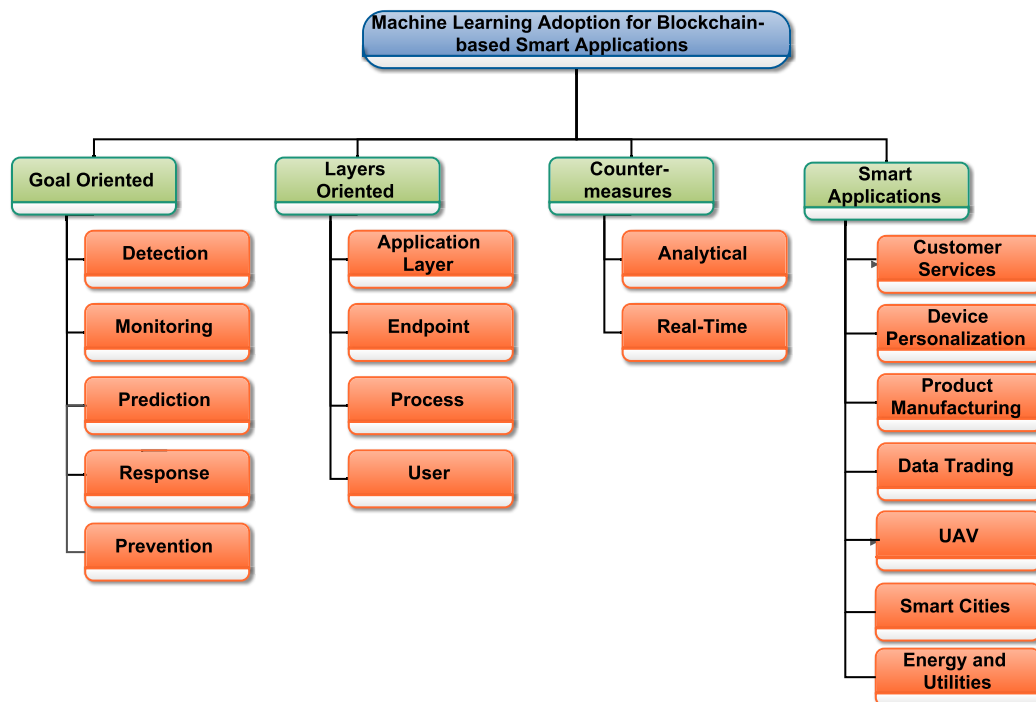 Machine Learning Adoption for Blockchain-
based Smart Applications
Goal Oriented
Detection
Monitoring
Prediction
Response
Prevention
Layers
Oriented
Application
Layer
Endpoint
Process
User
Counter-
measures
Analytical
Real-Time
Smart
Applications
Customer
Services
Device
Personalization
Product
Manufacturing
Data Trading
UAV
Smart Cities
Energy and
Utilities